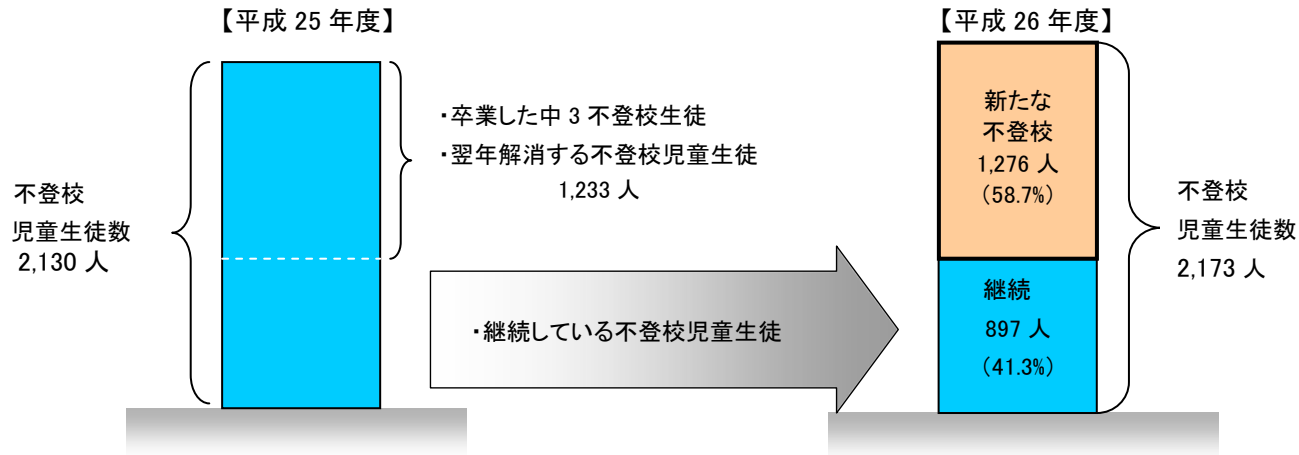 【平成 25 年度】
不登校
児童生徒数
2,130 人
・卒業した中 3 不登校生徒
・翌年解消する不登校児童生徒
1,233 人
・継続している不登校児童生徒
【平成 26 年度】
新たな
不登校
1,276 人
(58.7%)
継続
897 人
(41.3%)
不登校
児童生徒数
2,173 人